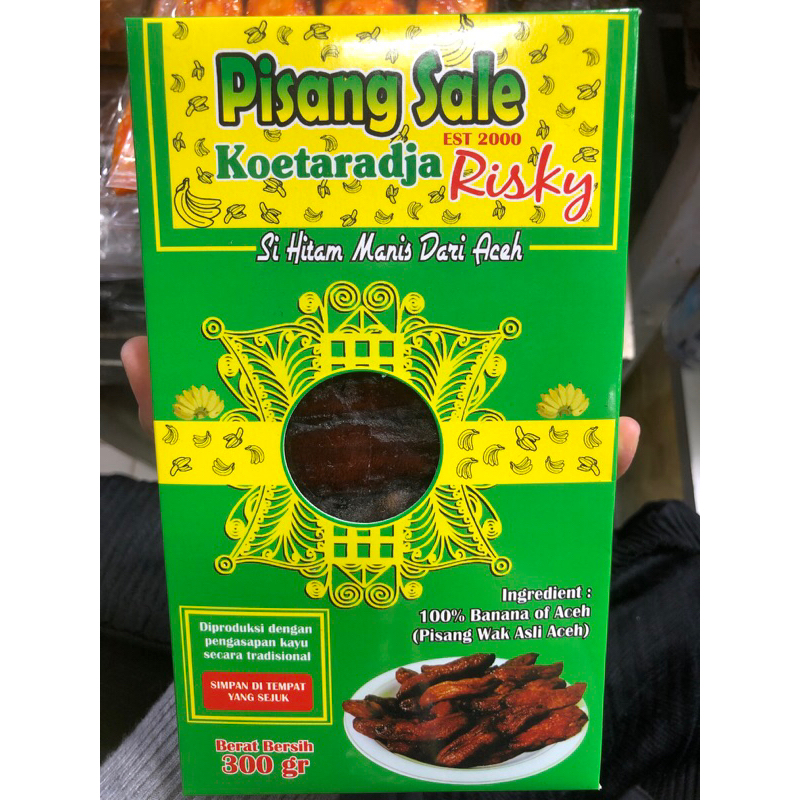 Pisang Sale
EST 2000
Koetaradja Risky
Si Hitam Manis Dari Aceh
Ingredient :
100% Banana of Aceh
(Pisang Wak Asli Aceh)
Diproduksi dengan
pengasapan kayu
secara tradisional
SIMPAN DI TEMPAT
YANG SEJUK
Berat Bersih
300 gr